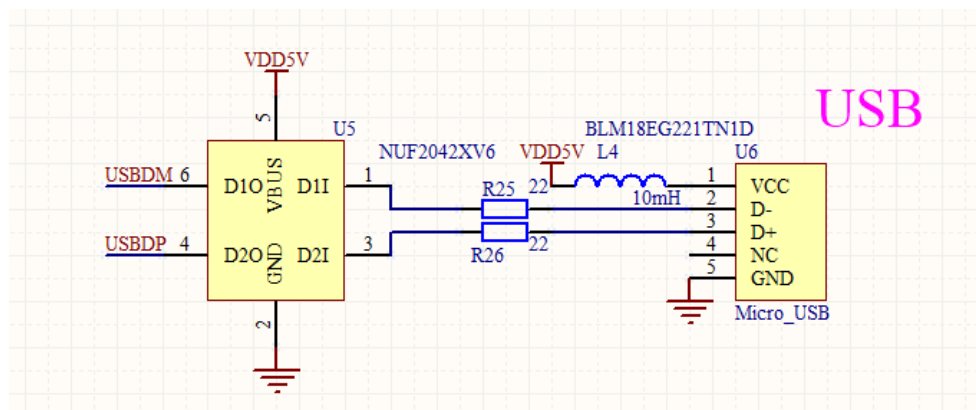 VDD5V
USB
5
U5
BLM18EG221TN1D
NUF2042XV6
VDD5V
L4
U6
USBDM
6
D1O
VBUS
D1I
1
R25
22
10mH
1
VCC
2
D-
3
D+
USBDP
4
D2O
GND
D2I
3
R26
22
4
NC
5
GND
2
Micro_USB